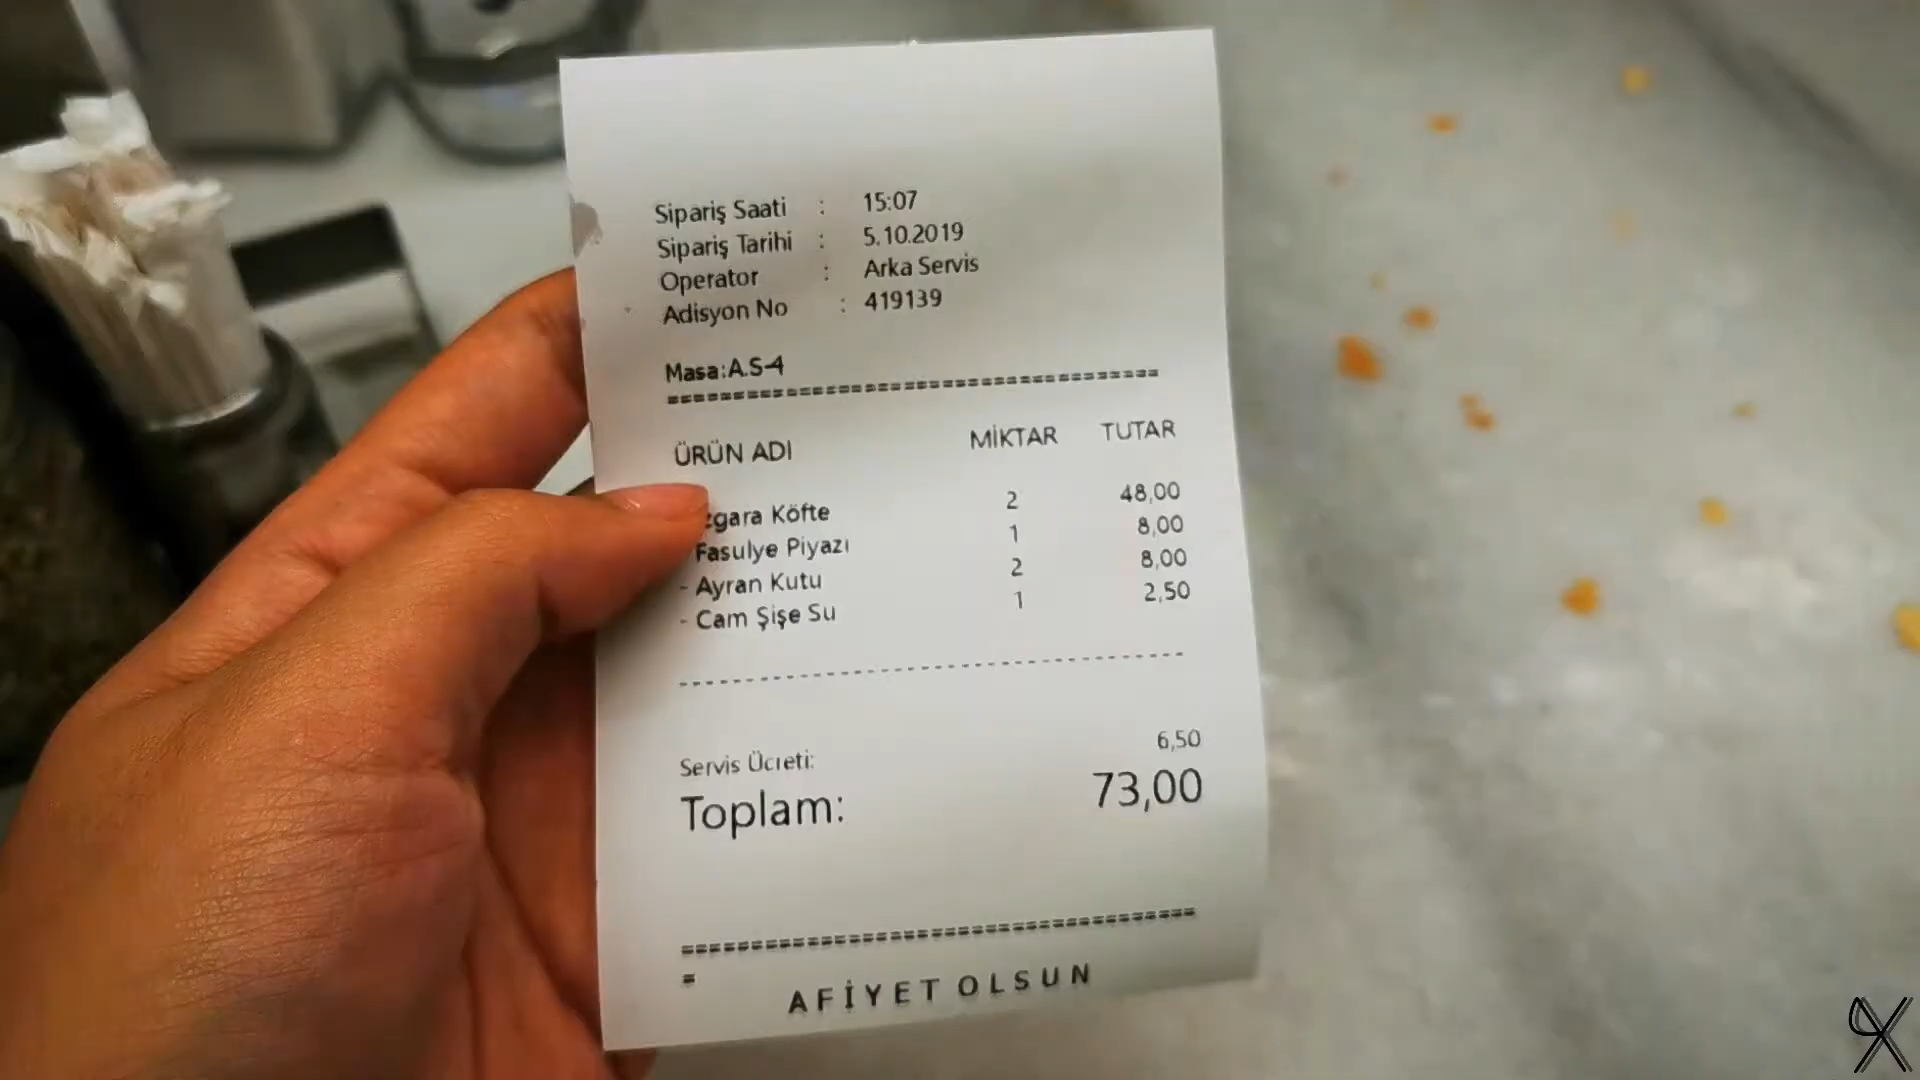 Sipariş Saati : 15:07
Sipariş Tarihi : 5.10.2019
Operator : Arka Servis
Adisyon No : 419139
Masa:A.S-4
=====================================
ÜRÜN ADI MİKTAR TUTAR
zgara Köfte 2 48,00
Fasulye Piyazı 1 8,00
- Ayran Kutu 2 8,00
- Cam Şişe Su 1 2,50
-----------------------------------------
Servis Ücreti: 6,50
Toplam: 73,00
=====================================
=
AFİYET OLSUN